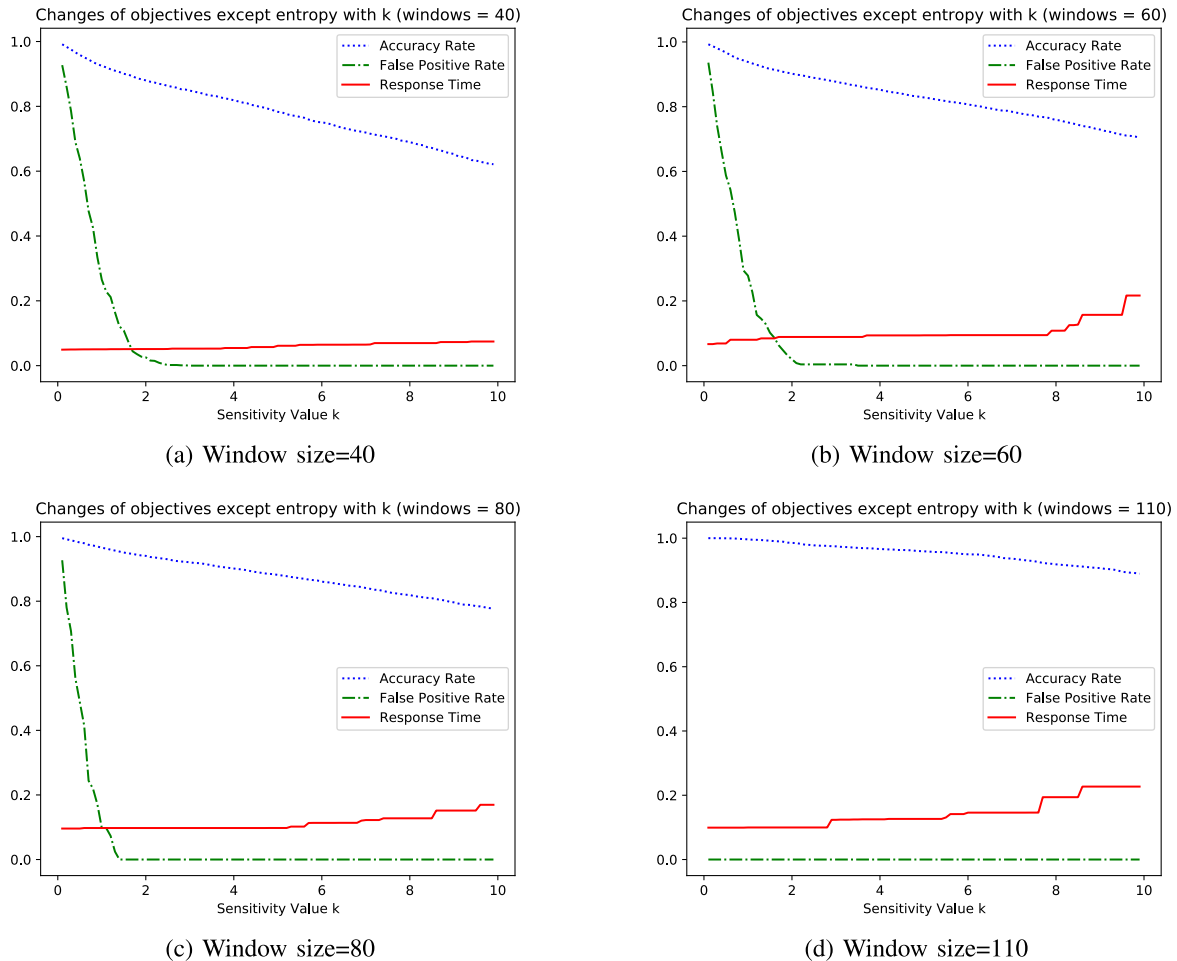 Changes of objectives except entropy with k (windows = 40)
1.0
0.8
0.6
0.4
0.2
0.0
Accuracy Rate
False Positive Rate
Response Time
0 2 4 6 8 10
Sensitivity Value k
(a) Window size=40
Changes of objectives except entropy with k (windows = 60)
1.0
0.8
0.6
0.4
0.2
0.0
Accuracy Rate
False Positive Rate
Response Time
0 2 4 6 8 10
Sensitivity Value k
(b) Window size=60
Changes of objectives except entropy with k (windows = 80)
1.0
0.8
0.6
0.4
0.2
0.0
Accuracy Rate
False Positive Rate
Response Time
0 2 4 6 8 10
Sensitivity Value k
(c) Window size=80
Changes of objectives except entropy with k (windows = 110)
1.0
0.8
0.6
0.4
0.2
0.0
Accuracy Rate
False Positive Rate
Response Time
0 2 4 6 8 10
Sensitivity Value k
(d) Window size=110